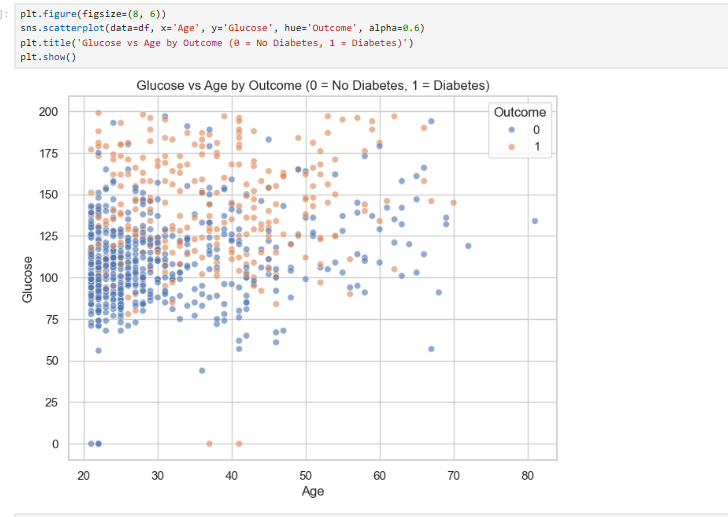 ]:
plt.figure(figsize=(8, 6))
sns.scatterplot(data=df, x='Age', y='Glucose', hue='Outcome', alpha=0.6)
plt.title('Glucose vs Age by Outcome (0 = No Diabetes, 1 = Diabetes)')
plt.show()
Glucose vs Age by Outcome (0 = No Diabetes, 1 = Diabetes)
Outcome
0
1
200
175
150
125
100
75
50
25
0
Glucose
20 30 40 50 60 70 80
Age